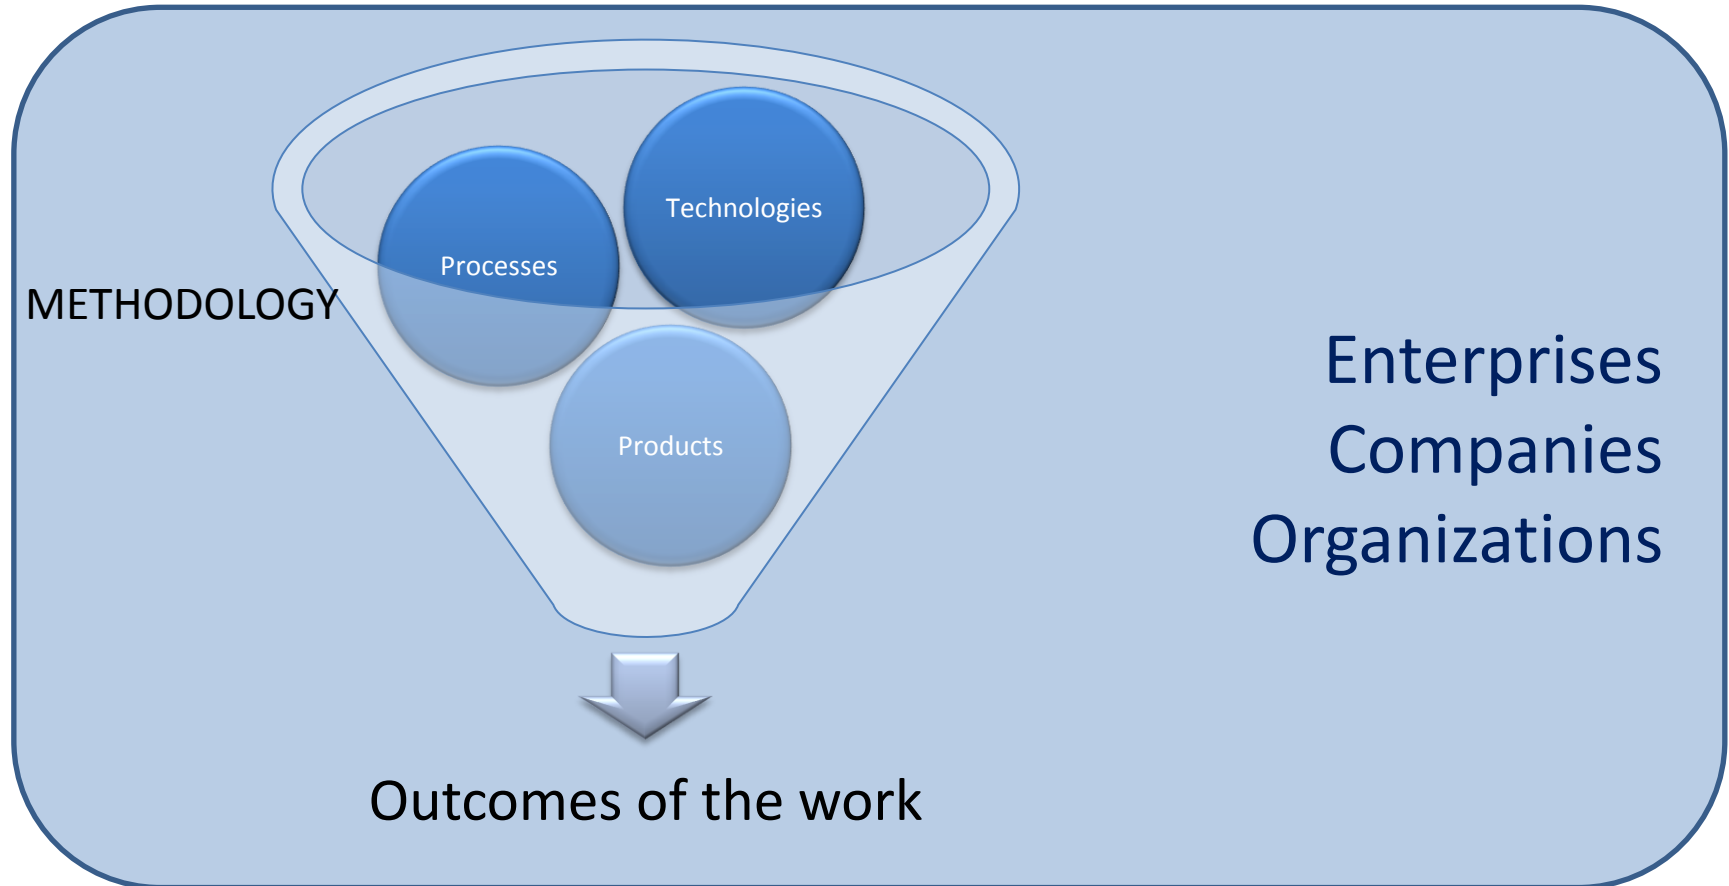 Technologies
Processes
METHODOLOGY
Products
Enterprises
Companies
Organizations
Outcomes of the work